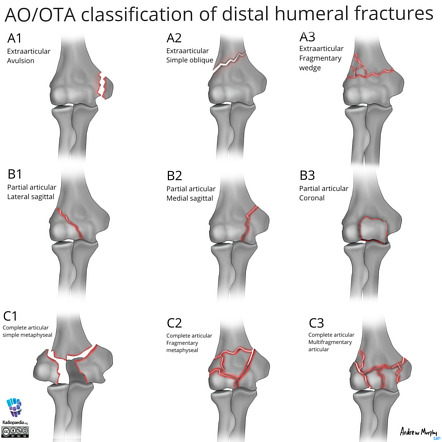 AO/OTA classification of distal humeral fractures
A1
Extraarticular
Avulsion
A2
Extraarticular
Simple oblique
A3
Extraarticular
Fragmentary
wedge
B1
Partial articular
Lateral sagittal
B2
Partial articular
Medial sagittal
B3
Partial articular
Coronal
C1
Complete articular
simple metaphyseal
C2
Complete articular
Fragmentary
metaphyseal
C3
Complete articular
Multifragmentary
articular
Radiopaedia
Andrew Murphy